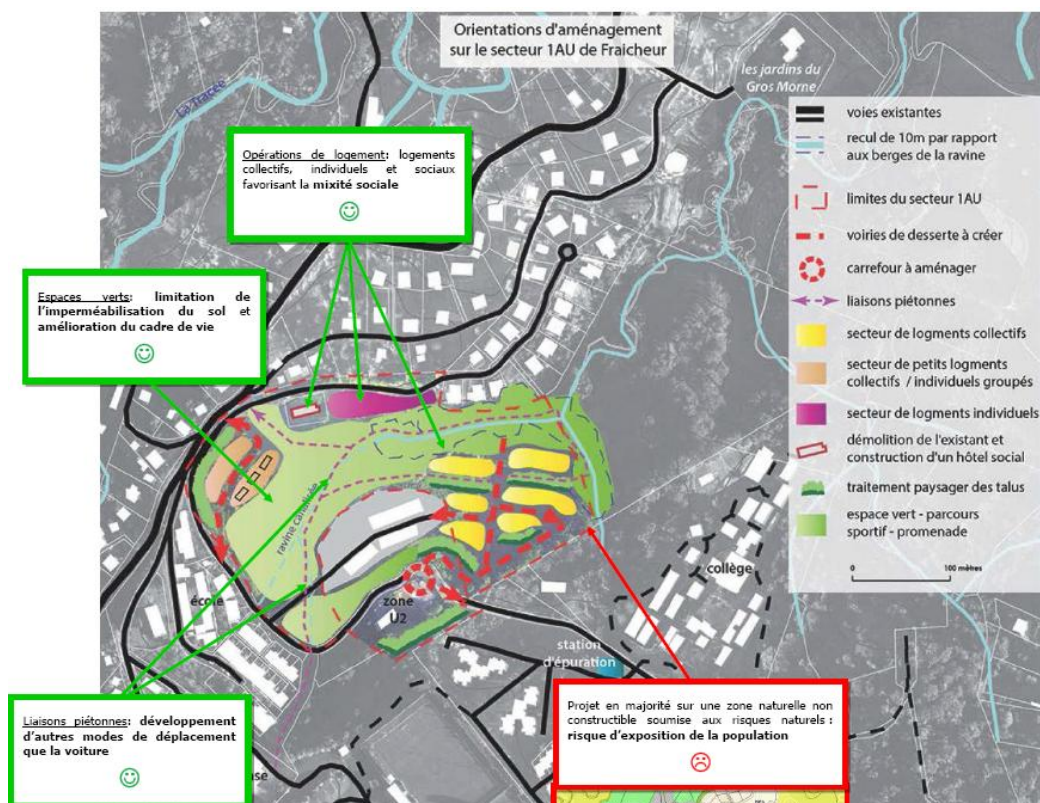 Orientations d'aménagement
sur le secteur 1AU de Fraicheur
les jardins du
Gros Morne
La Tracée
voies existantes
recul de 10m par rapport
aux berges de la ravine
limites du secteur 1AU
voiries de desserte à créer
carrefour à aménager
liaisons piétonnes
secteur de logments collectifs
secteur de petits logments
collectifs / individuels groupés
secteur de logments individuels
démolition de l'existant et
construction d'un hôtel social
traitement paysager des talus
espace vert - parcours
sportif - promenade
0 100 mètres
Opérations de logement: logements
collectifs, individuels et sociaux
favorisant la mixité sociale
Espaces verts: limitation de
l'imperméabilisation du sol et
amélioration du cadre de vie
ravine canalisée
école
zone
U2
collège
station
d'épuration
Liaisons piétonnes: développement
d'autres modes de déplacement
que la voiture
Projet en majorité sur une zone naturelle non
constructible soumise aux risques naturels :
risque d'exposition de la population